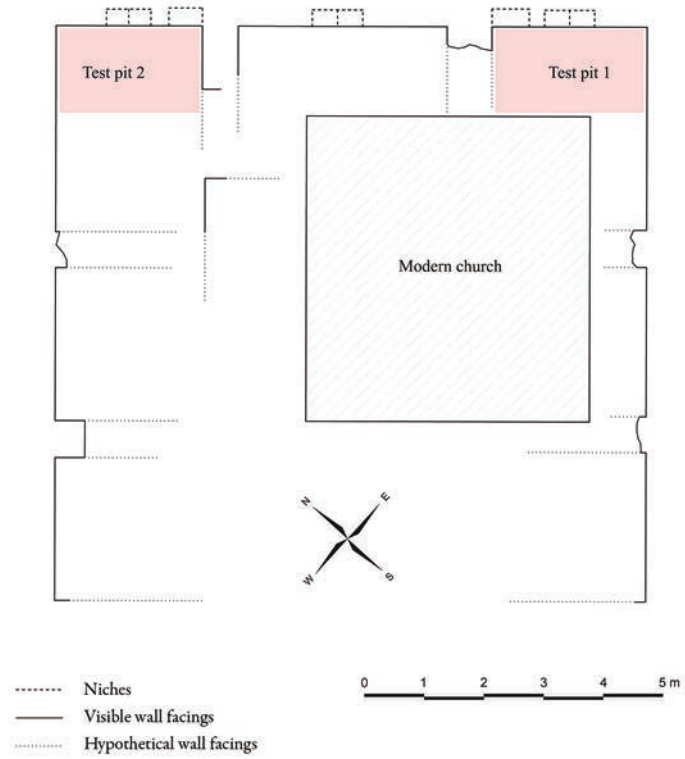 Test pit 2
Test pit 1
Modern church
N
E
W
S
Niches
Visible wall facings
Hypothetical wall facings
0 1 2 3 4 5 m